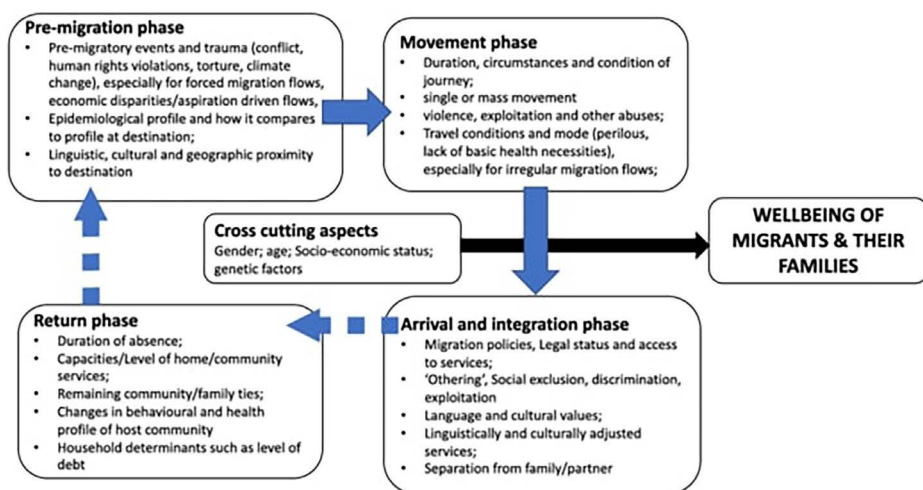 Pre-migration phase
• Pre-migratory events and trauma (conflict,
human rights violations, torture, climate
change), especially for forced migration flows,
economic disparities/aspiration driven flows,
• Epidemiological profile and how it compares
to profile at destination;
• Linguistic, cultural and geographic proximity
to destination
Movement phase
• Duration, circumstances and condition of
journey;
• single or mass movement
• violence, exploitation and other abuses;
• Travel conditions and mode (perilous,
lack of basic health necessities),
especially for irregular migration flows;
Cross cutting aspects
Gender; age; Socio-economic status;
genetic factors
WELLBEING OF
MIGRANTS & THEIR
FAMILIES
Return phase
• Duration of absence;
• Capacities/Level of home/community
services;
• Remaining community/family ties;
• Changes in behavioural and health
profile of host community
• Household determinants such as level of
debt
Arrival and integration phase
• Migration policies, Legal status and access
to services;
• ‘Othering’, Social exclusion, discrimination,
exploitation
• Language and cultural values;
• Linguistically and culturally adjusted
services;
• Separation from family/partner